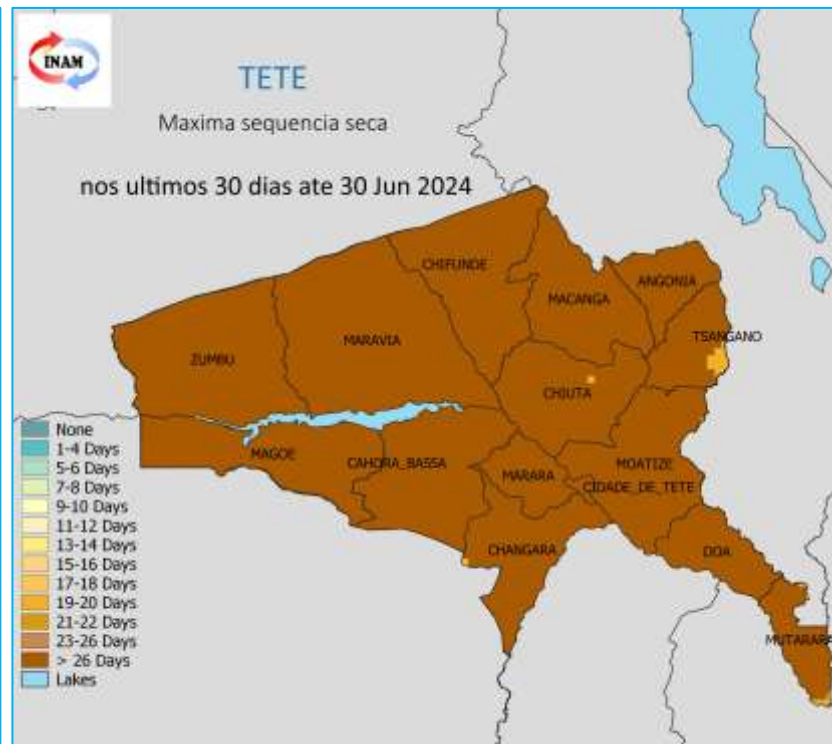 INAM
TETE
Maxima sequencia seca
nos ultimos 30 dias ate 30 Jun 2024
CHIFUNDE
MACANGA
ANGONIA
TSANGANO
MARAVIA
ZUMBU
CHIUTA
MAGOE
CAHORA_BASSA
MARARA
MOATIZE
CIDADE_DE_TETE
CHANGARA
DOA
MUTARARA
None
1-4 Days
5-6 Days
7-8 Days
9-10 Days
11-12 Days
13-14 Days
15-16 Days
17-18 Days
19-20 Days
21-22 Days
23-26 Days
> 26 Days
Lakes